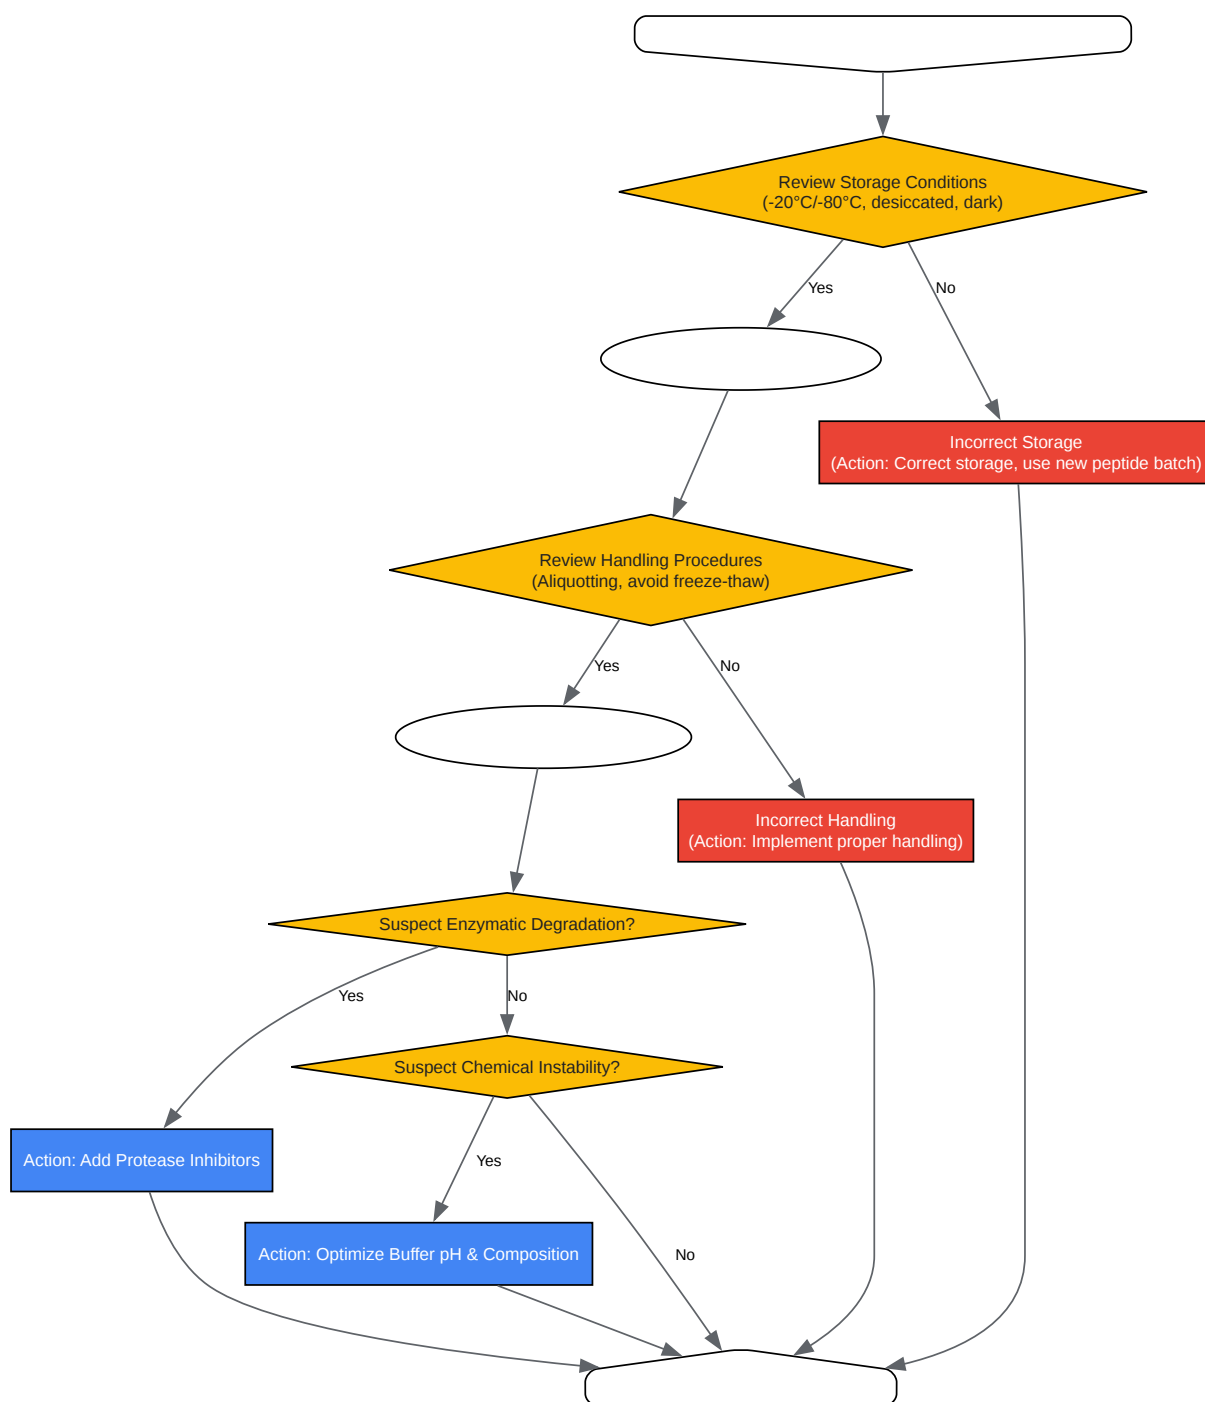 Review Storage Conditions
(-20°C/-80°C, desiccated, dark)
Yes
No
Incorrect Storage
(Action: Correct storage, use new peptide batch)
Review Handling Procedures
(Aliquotting, avoid freeze-thaw)
Yes
No
Incorrect Handling
(Action: Implement proper handling)
Suspect Enzymatic Degradation?
Yes
No
Suspect Chemical Instability?
Action: Add Protease Inhibitors
Yes
Action: Optimize Buffer pH & Composition
No